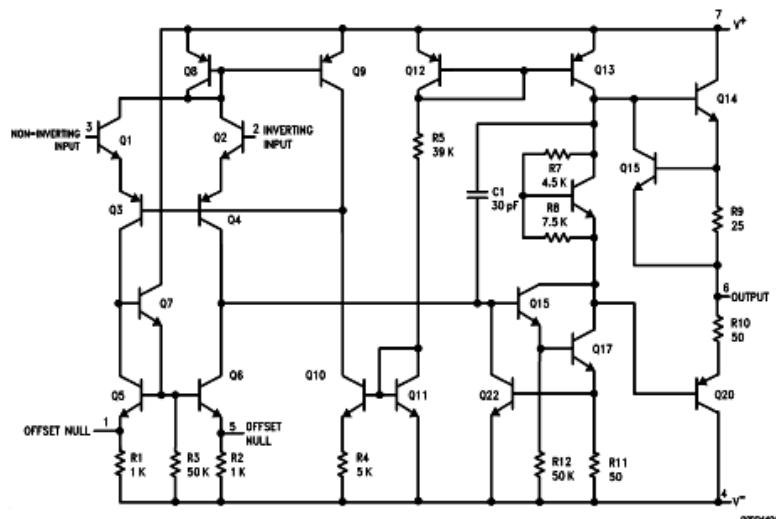 7
V+
Q8
Q9
Q12
Q13
Q14
NON-INVERTING
INPUT
3
Q1
Q2
2
INVERTING
INPUT
R5
39 K
Q15
R7
4.5 K
C1
30 pF
R8
7.5 K
Q3
Q4
R9
25
Q7
Q15
6
OUTPUT
R10
50
Q17
Q5
Q6
Q10
Q11
Q22
Q20
OFFSET NULL
1
5
OFFSET
NULL
R1
1 K
R3
50 K
R2
1 K
R4
5 K
R12
50 K
R11
50
4
V-